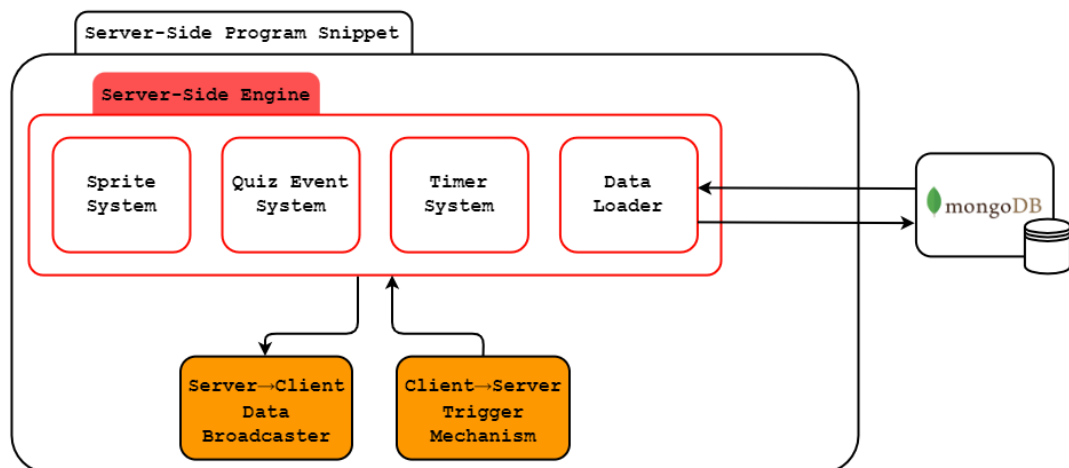 Server-Side Program Snippet
Server-Side Engine
Sprite
System
Quiz Event
System
Timer
System
Data
Loader
mongoDB
Server→Client
Data
Broadcaster
Client→Server
Trigger
Mechanism